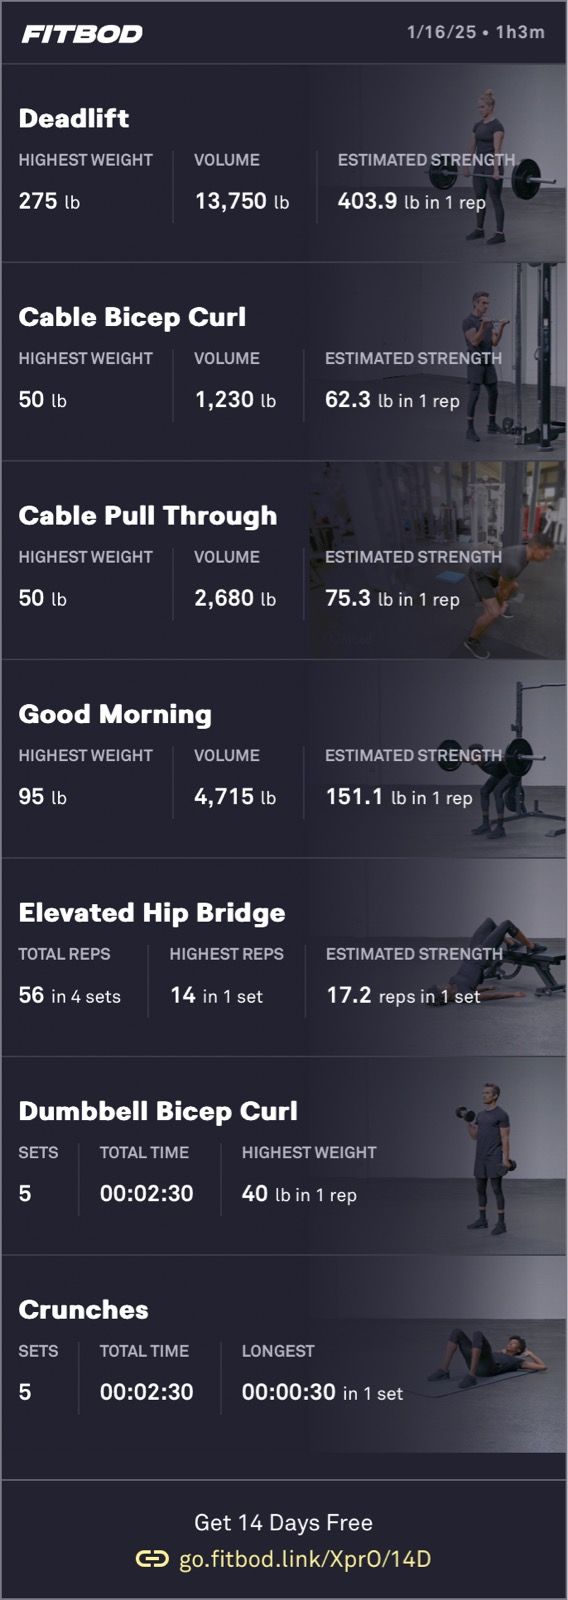 FITBOD 1/16/25 • 1h3m
Deadlift
HIGHEST WEIGHT VOLUME ESTIMATED STRENGTH
275 lb 13,750 lb 403.9 lb in 1 rep
Cable Bicep Curl
HIGHEST WEIGHT VOLUME ESTIMATED STRENGTH
50 lb 1,230 lb 62.3 lb in 1 rep
Cable Pull Through
HIGHEST WEIGHT VOLUME ESTIMATED STRENGTH
50 lb 2,680 lb 75.3 lb in 1 rep
Good Morning
HIGHEST WEIGHT VOLUME ESTIMATED STRENGTH
95 lb 4,715 lb 151.1 lb in 1 rep
Elevated Hip Bridge
TOTAL REPS HIGHEST REPS ESTIMATED STRENGTH
56 in 4 sets 14 in 1 set 17.2 reps in 1 set
Dumbbell Bicep Curl
SETS TOTAL TIME HIGHEST WEIGHT
5 00:02:30 40 lb in 1 rep
Crunches
SETS TOTAL TIME LONGEST
5 00:02:30 00:00:30 in 1 set
Get 14 Days Free
go.fitbod.link/XprO/14D